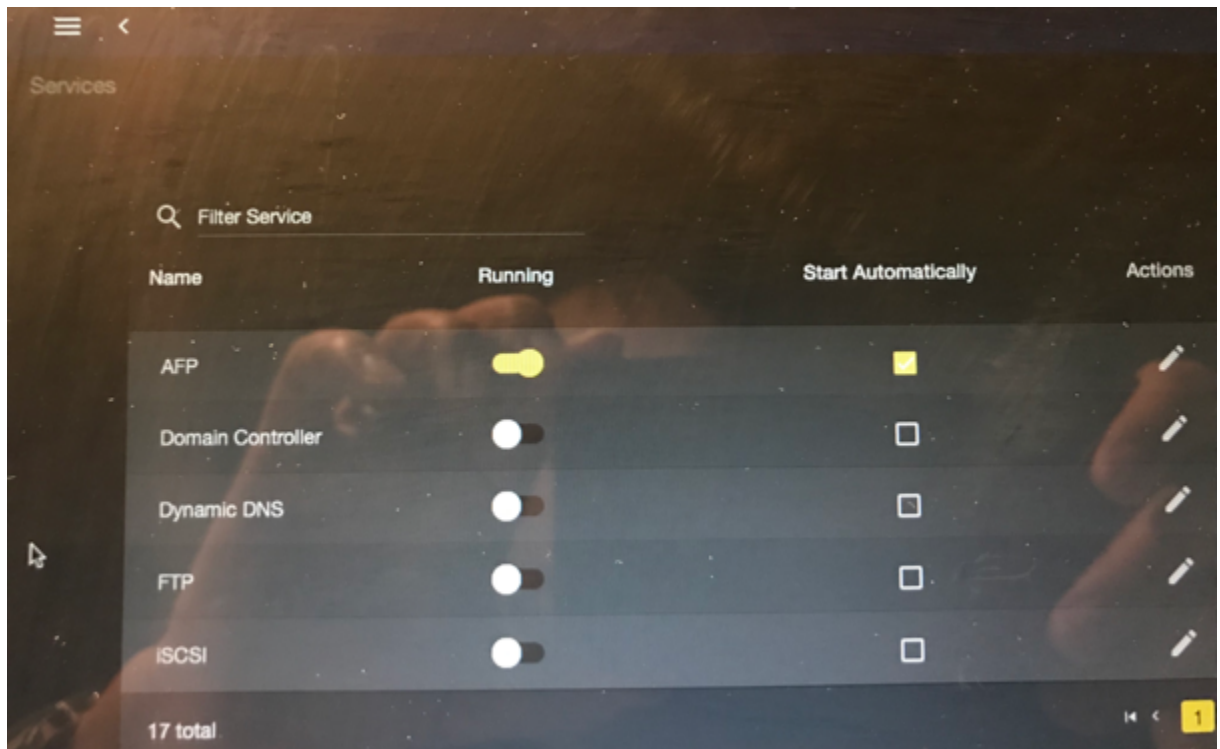 Services
Filter Service
Name Running Start Automatically Actions
AFP
Domain Controller
Dynamic DNS
FTP
iSCSI
17 total 1